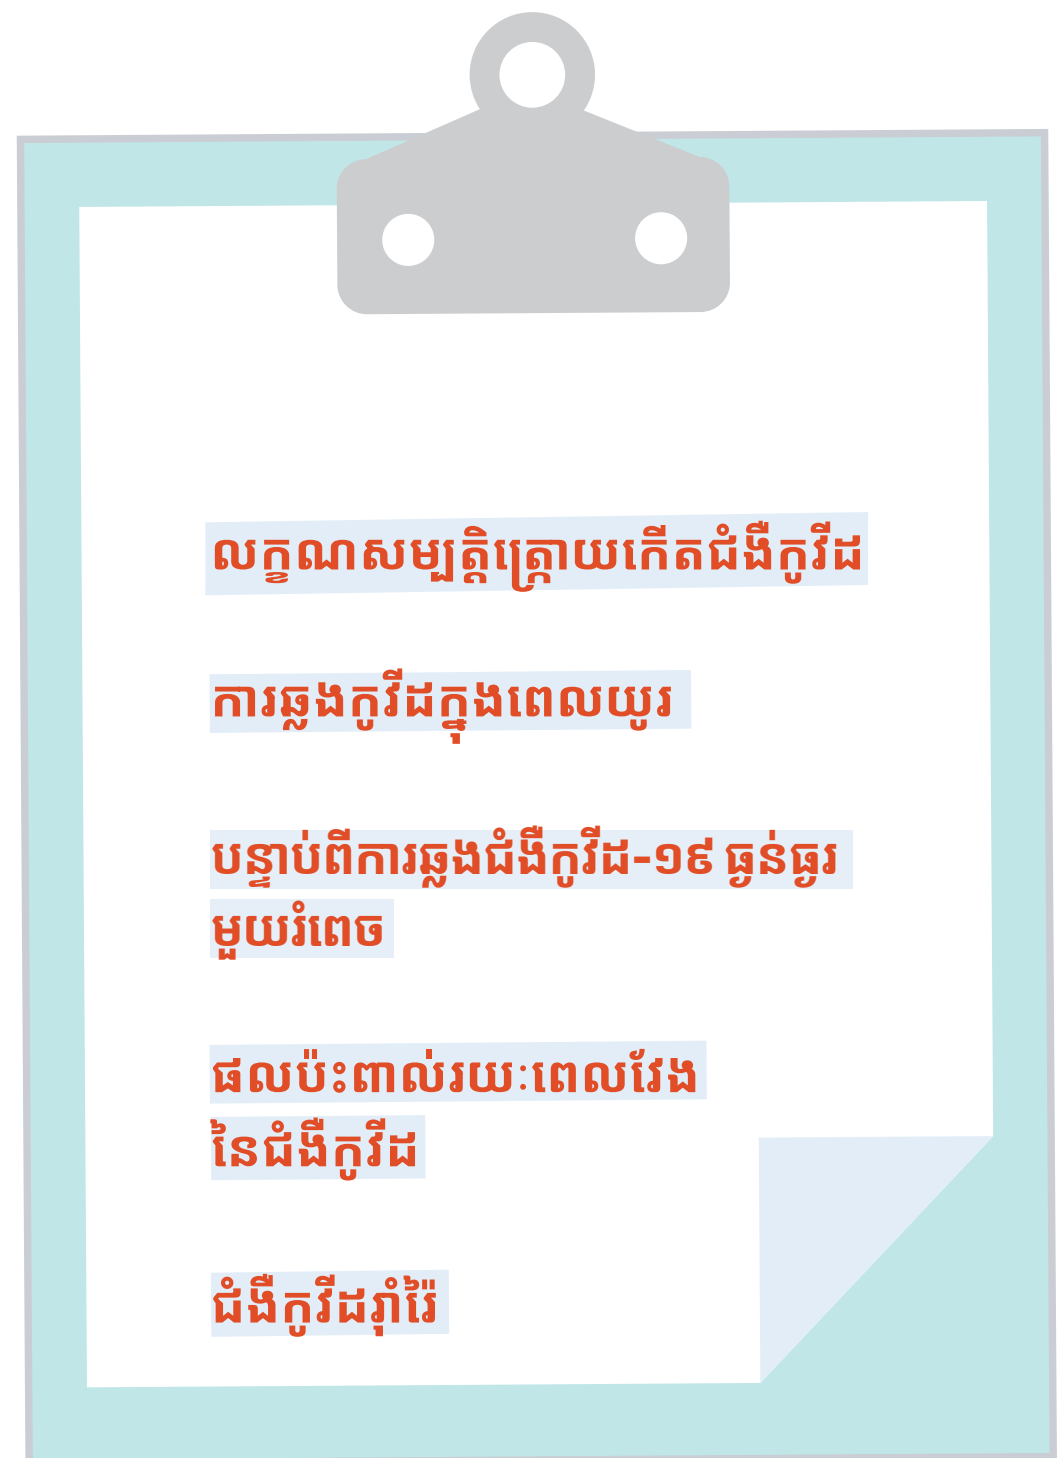 លក្ខណសម្បត្តិក្រោយកើតជំងឺកូវីដ
ការឆ្លងកូវីដក្នុងពេលយូរ
បន្ទាប់ពីការឆ្លងជំងឺកូវីដ-១៩ ធ្ងន់ធ្ងរ
មួយរំពេច
ផលប៉ះពាល់រយៈពេលវែង
នៃជំងឺកូវីដ
ជំងឺកូវីដរ៉ាំរ៉ៃ